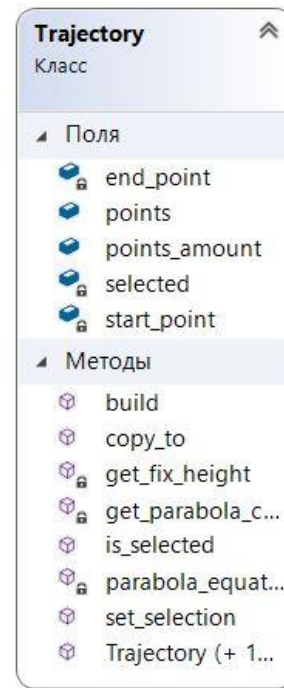 Trajectory
Класс
Поля
end_point
points
points_amount
selected
start_point
Методы
build
copy_to
get_fix_height
get_parabola_c...
is_selected
parabola_equat...
set_selection
Trajectory (+ 1...